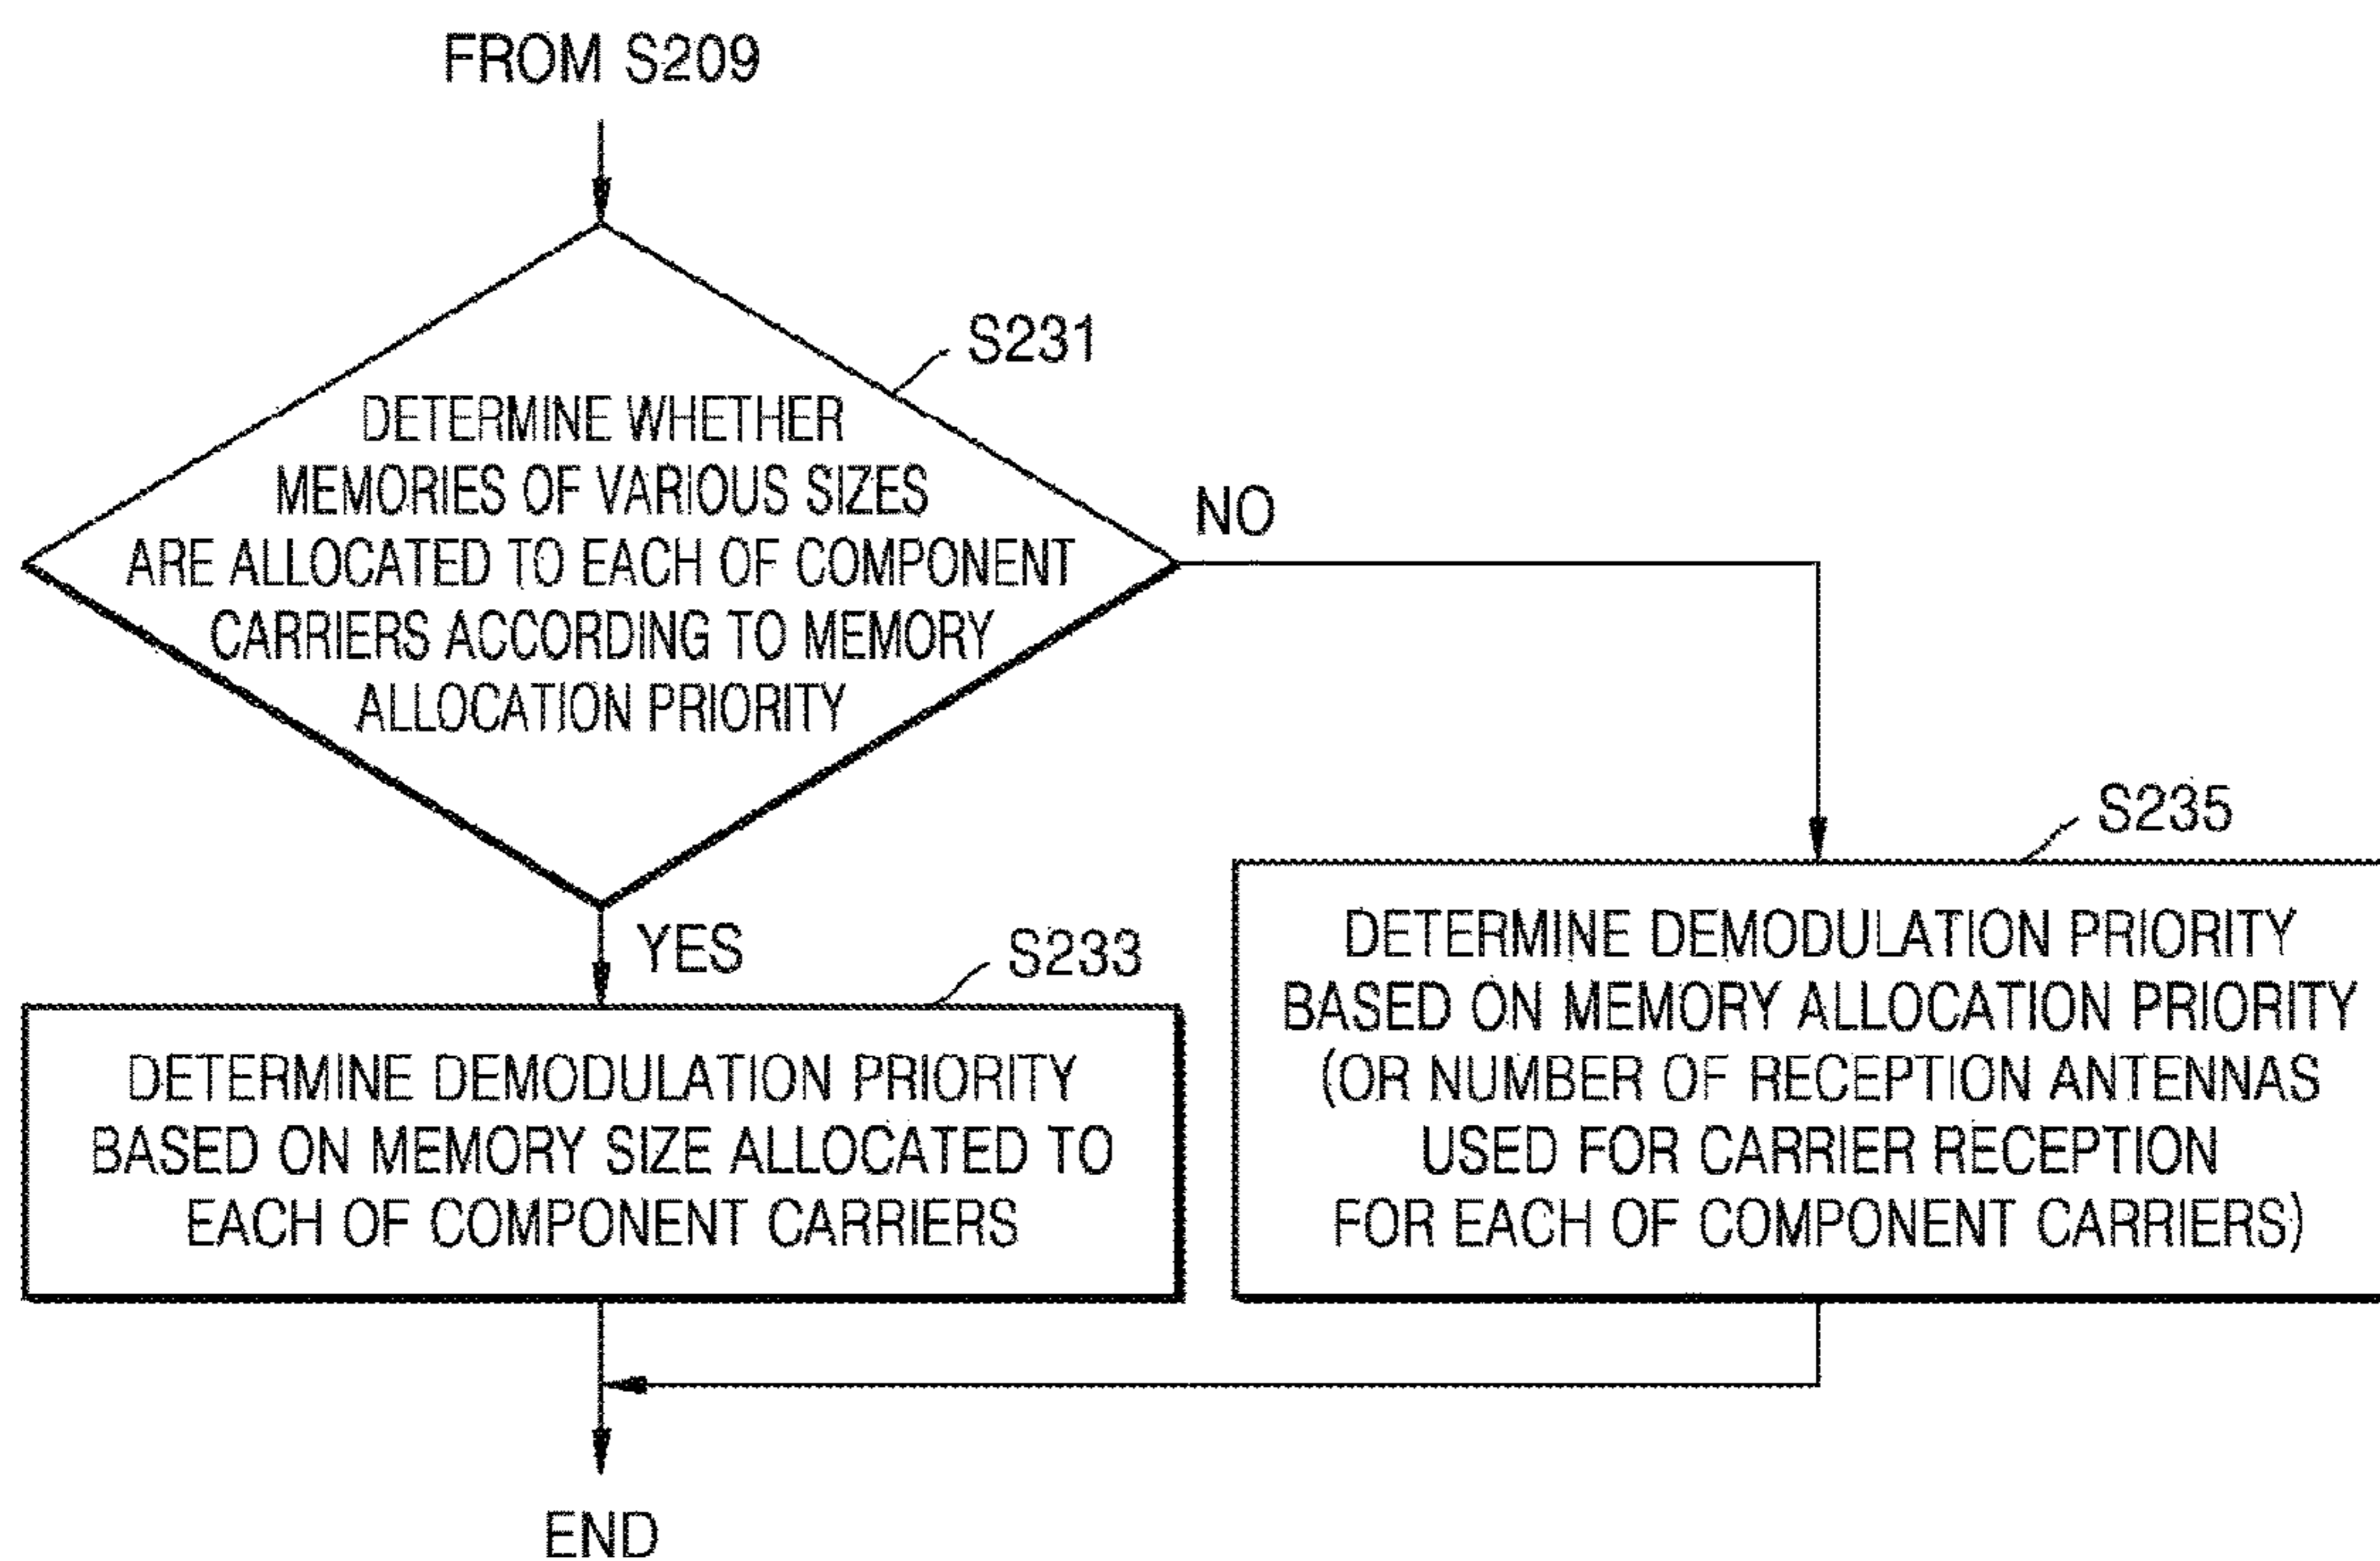 FROM S209
S231
DETERMINE WHETHER
MEMORIES OF VARIOUS SIZES
ARE ALLOCATED TO EACH OF COMPONENT
CARRIERS ACCORDING TO MEMORY
ALLOCATION PRIORITY
NO
YES
S233
DETERMINE DEMODULATION PRIORITY
BASED ON MEMORY SIZE ALLOCATED TO
EACH OF COMPONENT CARRIERS
S235
DETERMINE DEMODULATION PRIORITY
BASED ON MEMORY ALLOCATION PRIORITY
(OR NUMBER OF RECEPTION ANTENNAS
USED FOR CARRIER RECEPTION
FOR EACH OF COMPONENT CARRIERS)
END